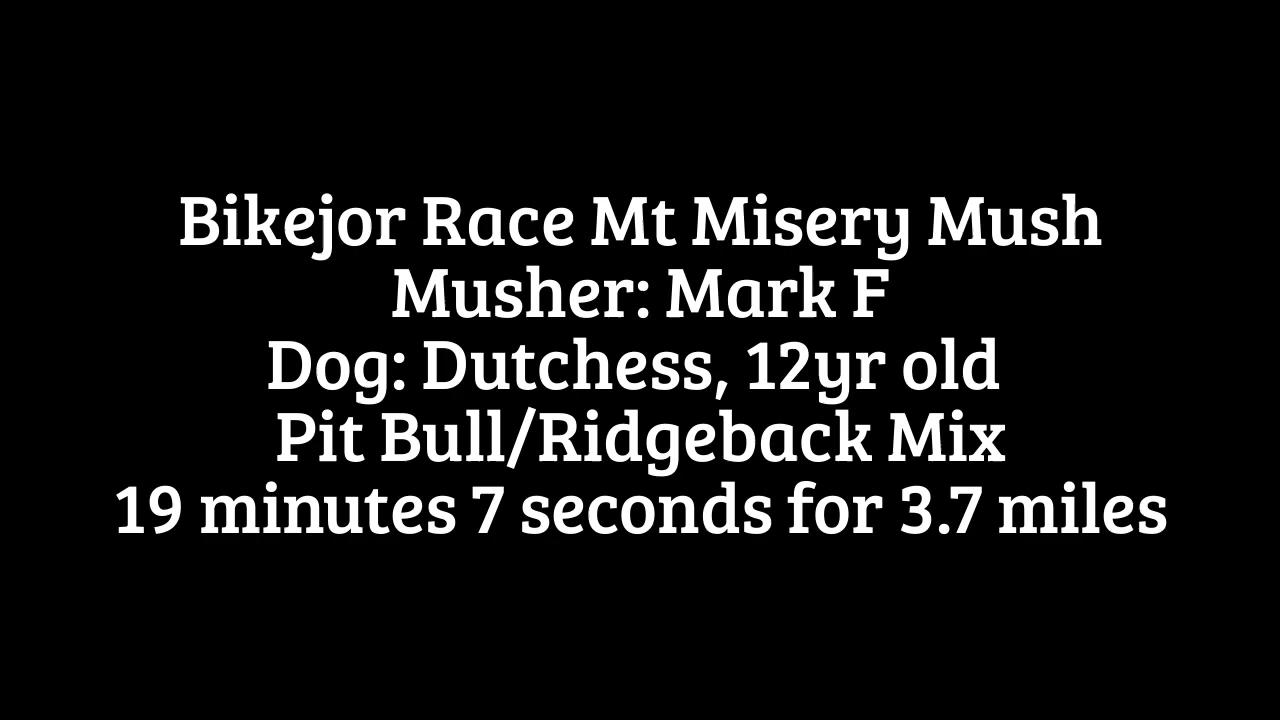 Bikejor Race Mt Misery Mush
Musher: Mark F
Dog: Dutchess, 12yr old
Pit Bull/Ridgeback Mix
19 minutes 7 seconds for 3.7 miles